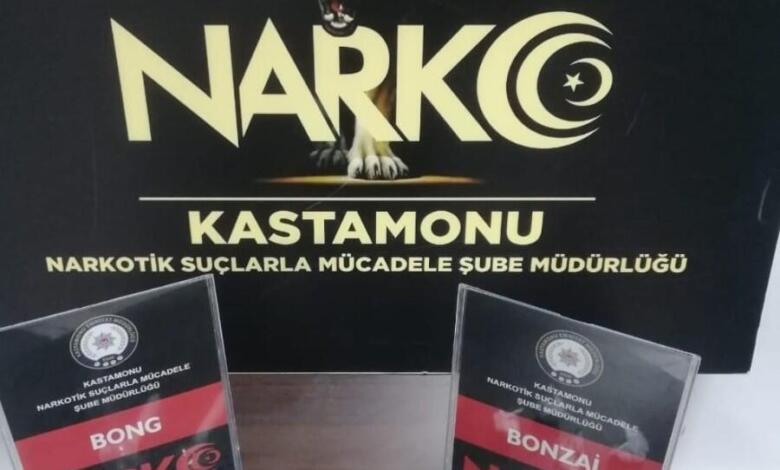 NARKO
KASTAMONU
NARKOTİK SUÇLARLA MÜCADELE ŞUBE MÜDÜRLÜĞÜ
KASTAMONU
NARKOTİK SUÇLARLA MÜCADELE
ŞUBE MÜDÜRLÜĞÜ
BONG
NARKO
KASTAMONU
NARKOTİK SUÇLARLA MÜCADELE
ŞUBE MÜDÜRLÜĞÜ
BONZAİ